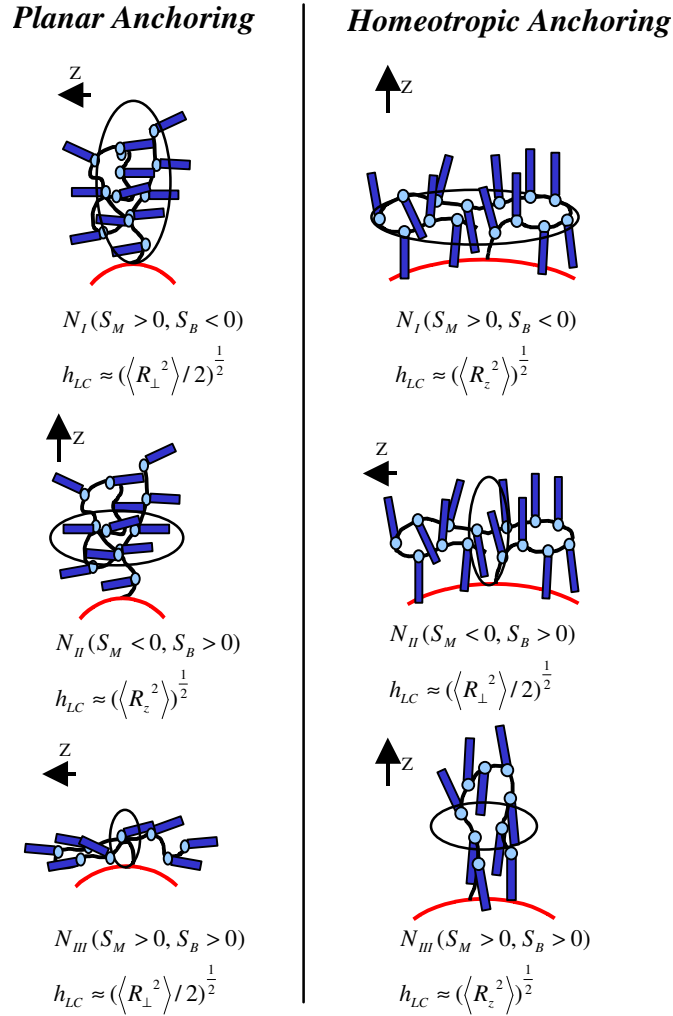 Planar Anchoring
Z
N_I (S_M > 0, S_B < 0)
h_LC ≈ (⟨R_⊥^2⟩ / 2)^{1/2}
Z
N_II (S_M < 0, S_B > 0)
h_LC ≈ (⟨R_z^2⟩)^{1/2}
Z
N_III (S_M > 0, S_B > 0)
h_LC ≈ (⟨R_⊥^2⟩ / 2)^{1/2}
Homeotropic Anchoring
Z
N_I (S_M > 0, S_B < 0)
h_LC ≈ (⟨R_z^2⟩)^{1/2}
Z
N_II (S_M < 0, S_B > 0)
h_LC ≈ (⟨R_⊥^2⟩ / 2)^{1/2}
Z
N_III (S_M > 0, S_B > 0)
h_LC ≈ (⟨R_z^2⟩)^{1/2}